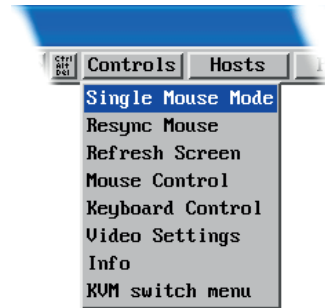 Ctrl Alt Del Controls Hosts
Single Mouse Mode
Resync Mouse
Refresh Screen
Mouse Control
Keyboard Control
Video Settings
Info
KVM switch menu